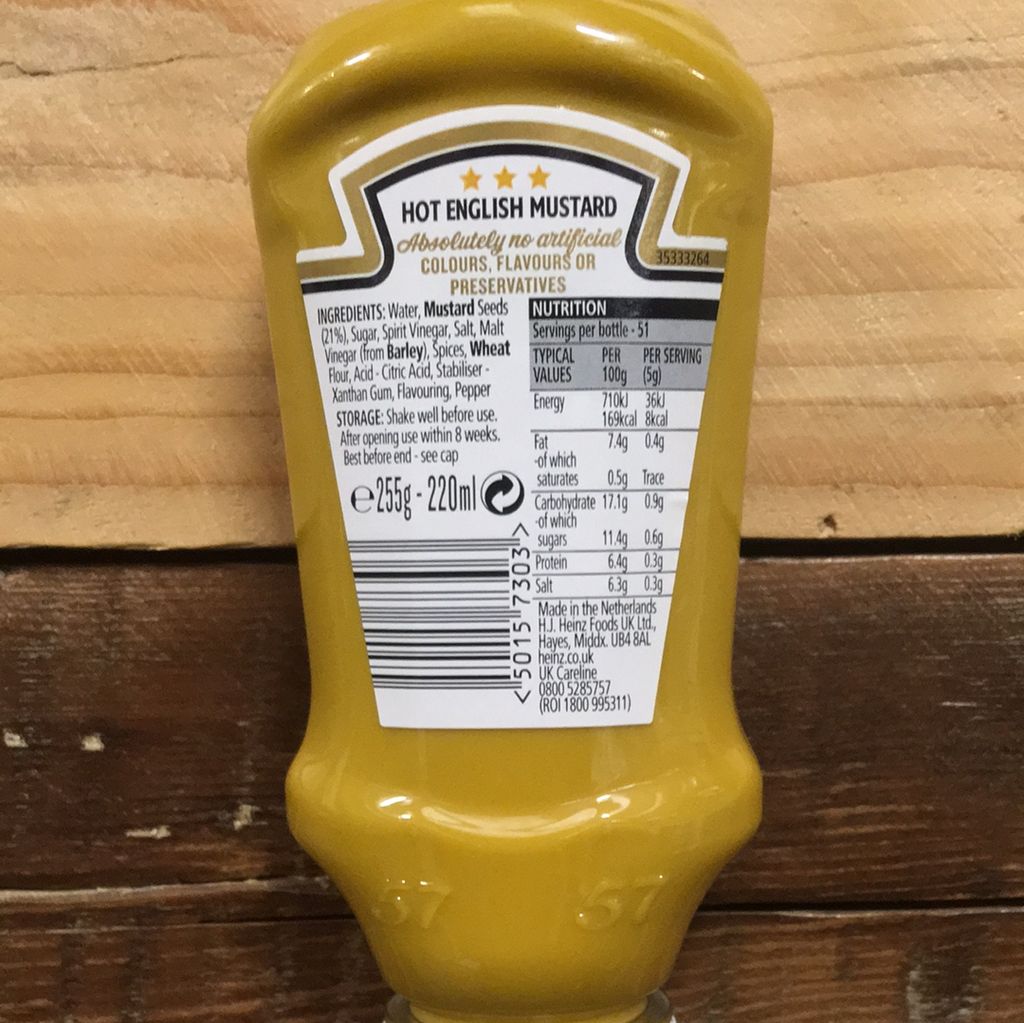 HOT ENGLISH MUSTARD
Absolutely no artificial
COLOURS, FLAVOURS OR
PRESERVATIVES
35333264
INGREDIENTS: Water, Mustard Seeds
(21%), Sugar, Spirit Vinegar, Salt, Malt
Vinegar (from Barley), Spices, Wheat
Flour, Acid - Citric Acid, Stabiliser -
Xanthan Gum, Flavouring, Pepper
STORAGE: Shake well before use.
After opening use within 8 weeks.
Best before end - see cap
e 255g - 220ml
< 5015 7303 >
NUTRITION
Servings per bottle - 51
TYPICAL VALUES PER 100g PER SERVING (5g)
Energy 710kJ 36kJ
169kcal 8kcal
Fat 7.4g 0.4g
-of which
saturates 0.5g Trace
Carbohydrate 17.1g 0.9g
-of which
sugars 11.4g 0.6g
Protein 6.4g 0.3g
Salt 6.3g 0.3g
Made in the Netherlands
H.J. Heinz Foods UK Ltd.,
Hayes, Middx. UB4 8AL
heinz.co.uk
UK Careline
0800 5285757
(ROI 1800 995311)
57 57